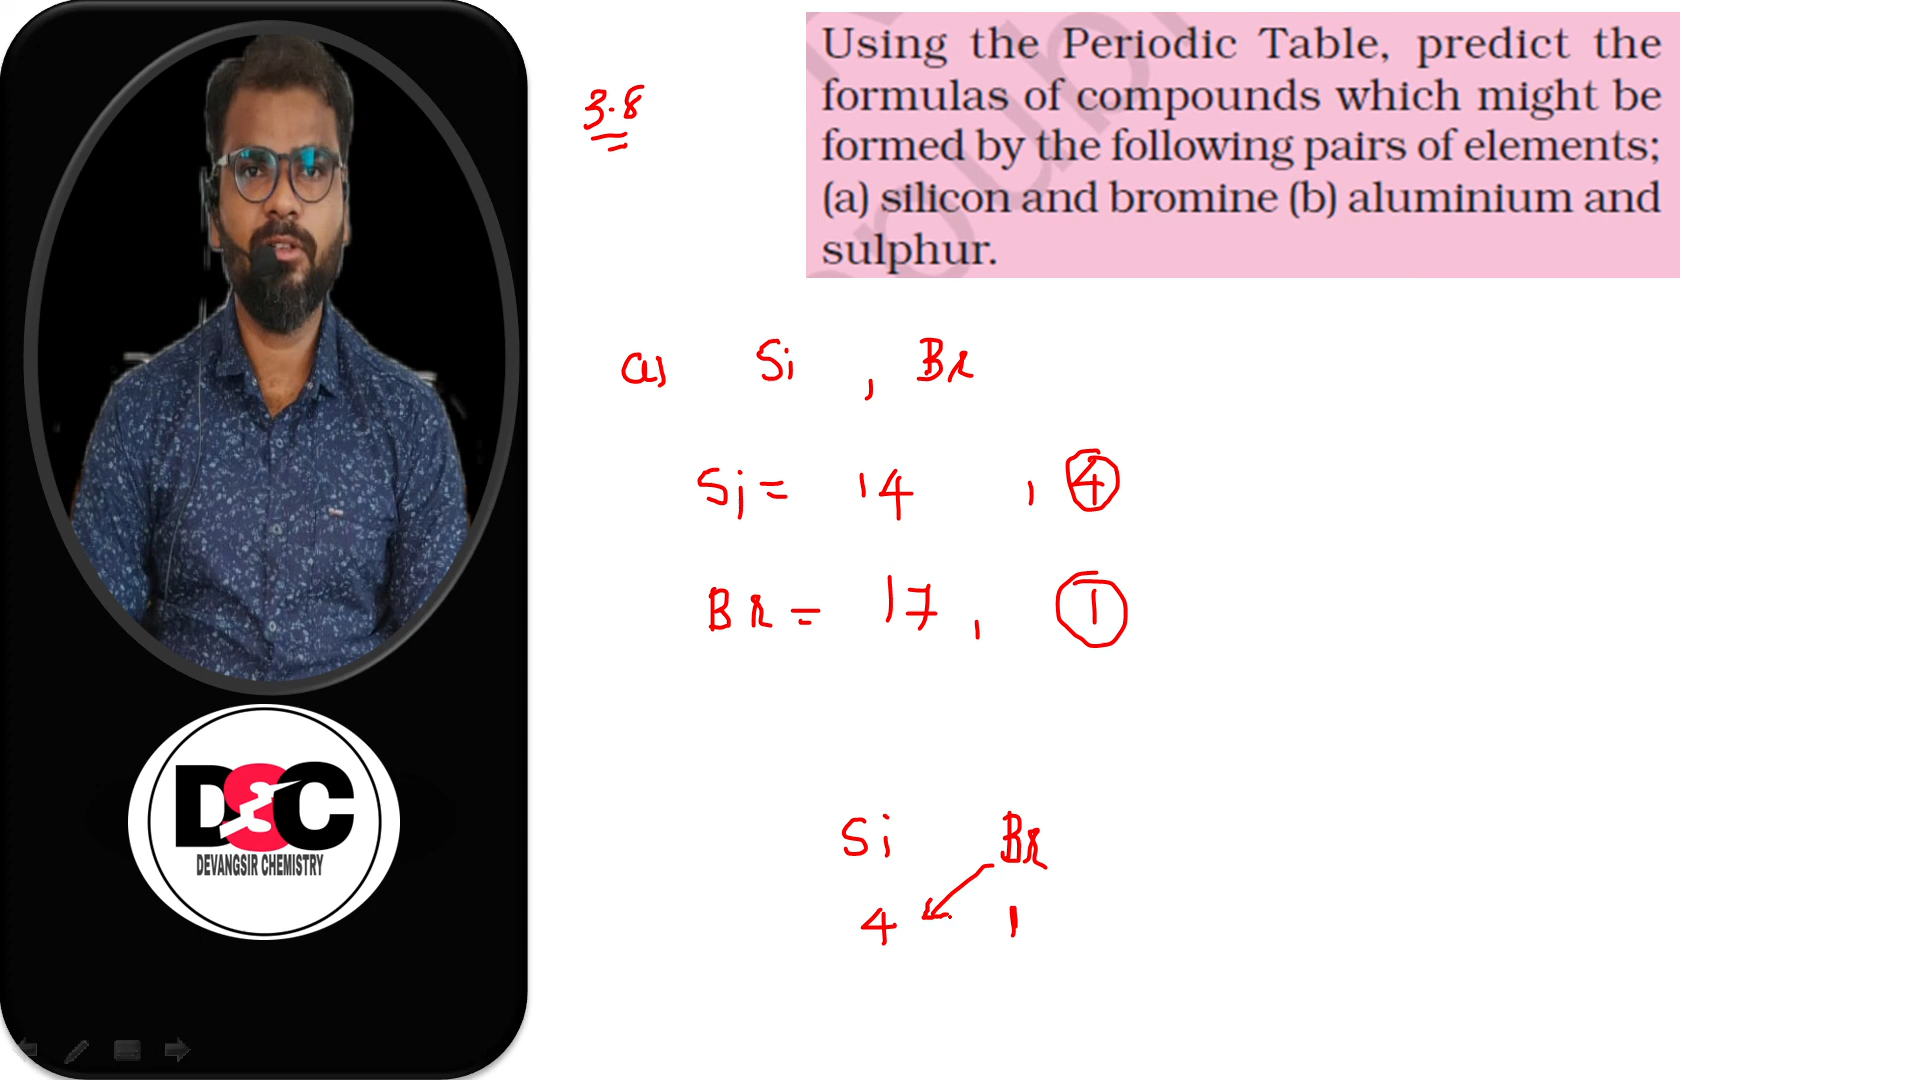 3.8
Using the Periodic Table, predict the
formulas of compounds which might be
formed by the following pairs of elements;
(a) silicon and bromine (b) aluminium and
sulphur.
a) Si , Br
Si = 14 , 4
Br = 17 , 1
Si Br
4 1
DEC
DEVANGSIR CHEMISTRY